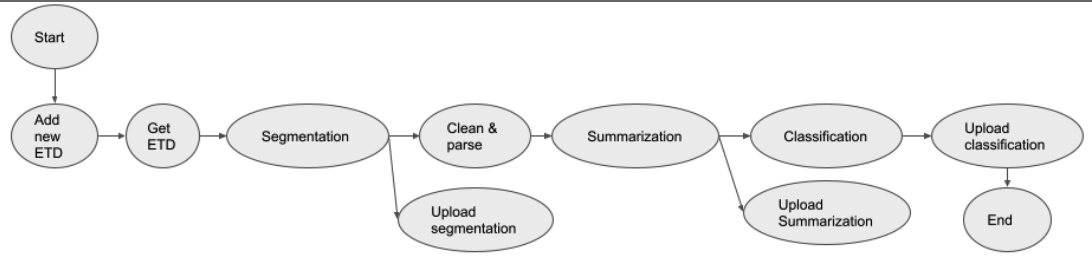 Start
Add
new
ETD
Get
ETD
Segmentation
Clean &
parse
Summarization
Classification
Upload
classification
Upload
segmentation
Upload
Summarization
End